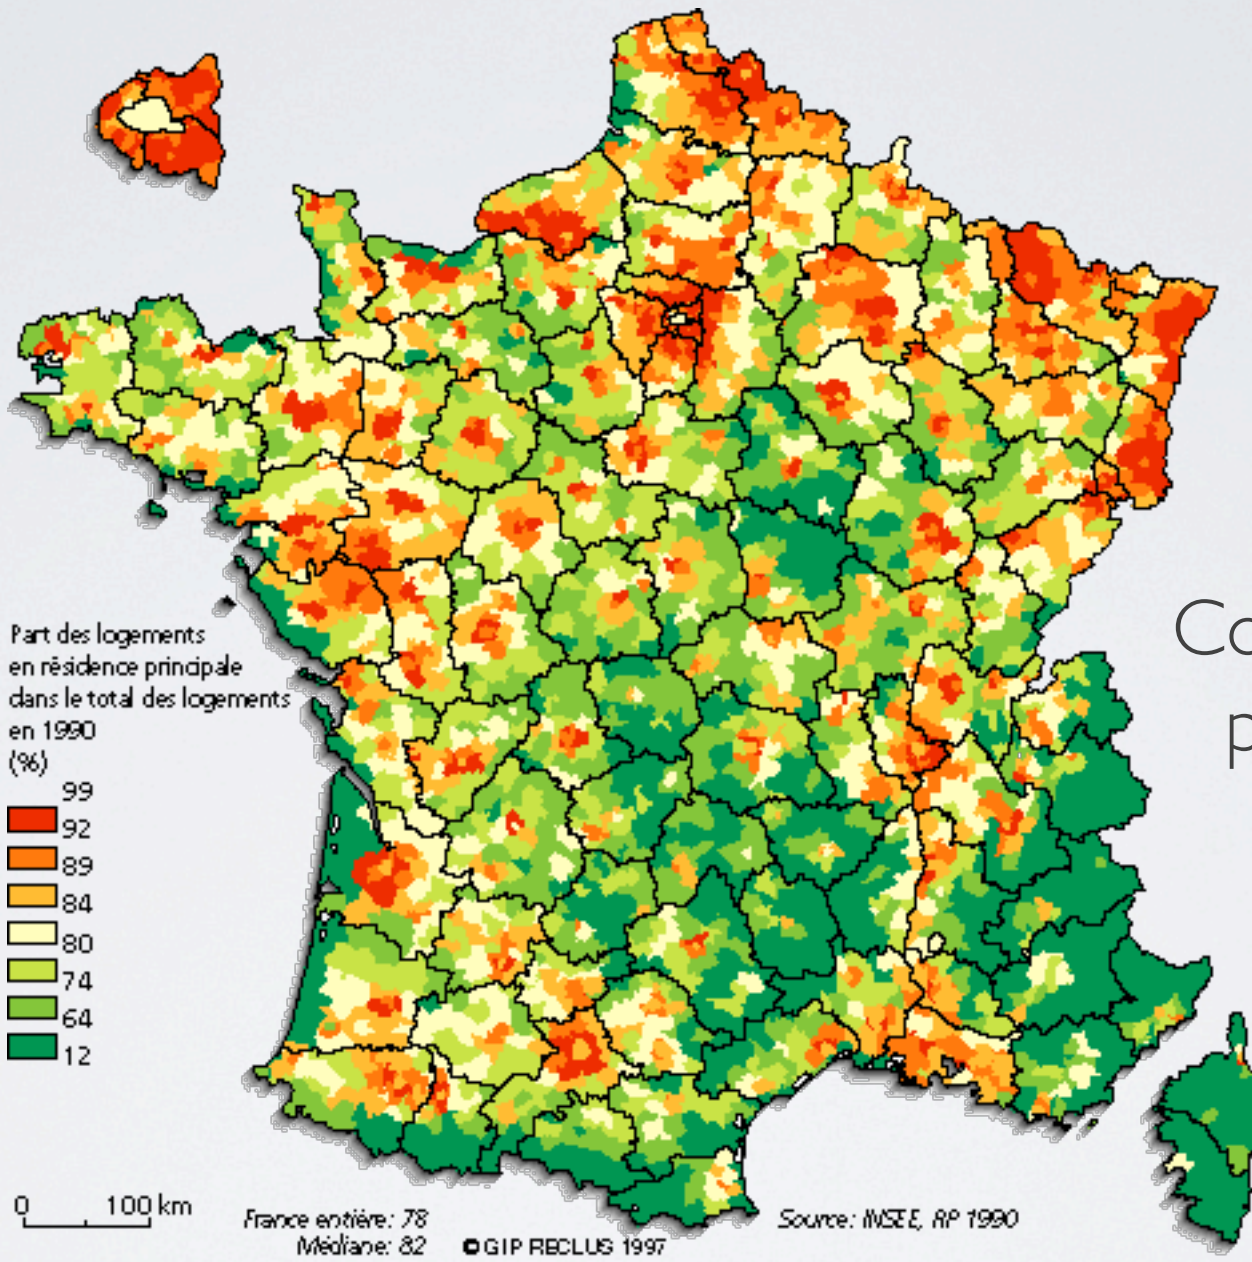 Part des logements
en résidence principale
dans le total des logements
en 1990
(%)
99
92
89
84
80
74
64
12
0 100 km
France entière: 78
Médiane: 82
© GIP RECLUS 1997
Source: INSEE, RP 1990